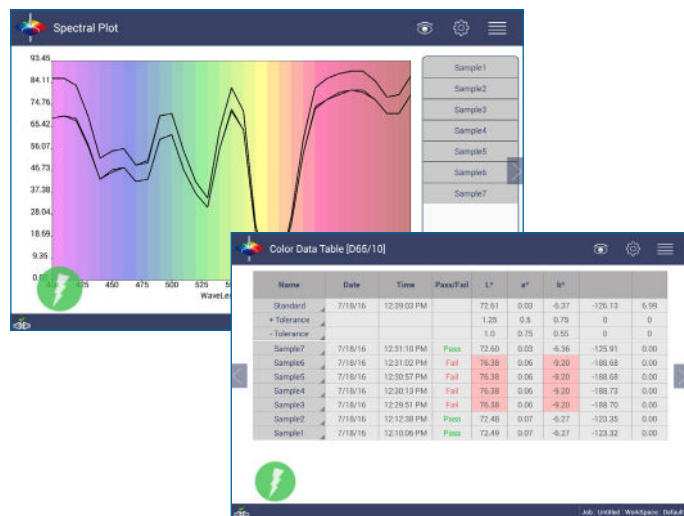 Spectral Plot
93.45
84.11
74.76
65.42
56.07
46.73
37.38
28.04
18.69
9.35
0.00
425 450 475 500 525
WaveLen
Sample1
Sample2
Sample3
Sample4
Sample5
Sample6
Sample7
Color Data Table [D65/10]
Name Date Time Pass/Fail L* a* b*
Standard 7/18/16 12:39:03 PM 72.61 0.03 -6.37 -126.13 6.99
+ Tolerance 1.25 0.5 0.75 0 0
- Tolerance 1.0 0.75 0.55 0 0
Sample7 7/18/16 12:31:10 PM Pass 72.60 0.03 -6.36 -125.91 0.00
Sample6 7/18/16 12:31:02 PM Fail 76.38 0.06 -9.20 -188.68 0.00
Sample5 7/18/16 12:30:57 PM Fail 76.38 0.06 -9.20 -188.68 0.00
Sample4 7/18/16 12:30:13 PM Fail 76.38 0.06 -9.20 -188.73 0.00
Sample3 7/18/16 12:29:51 PM Fail 76.38 0.06 -9.20 -188.70 0.00
Sample2 7/18/16 12:12:38 PM Pass 72.48 0.07 -6.27 -123.35 0.00
Sample1 7/18/16 12:10:06 PM Pass 72.49 0.07 -6.27 -123.32 0.00
Job : Untitled WorkSpace : Default